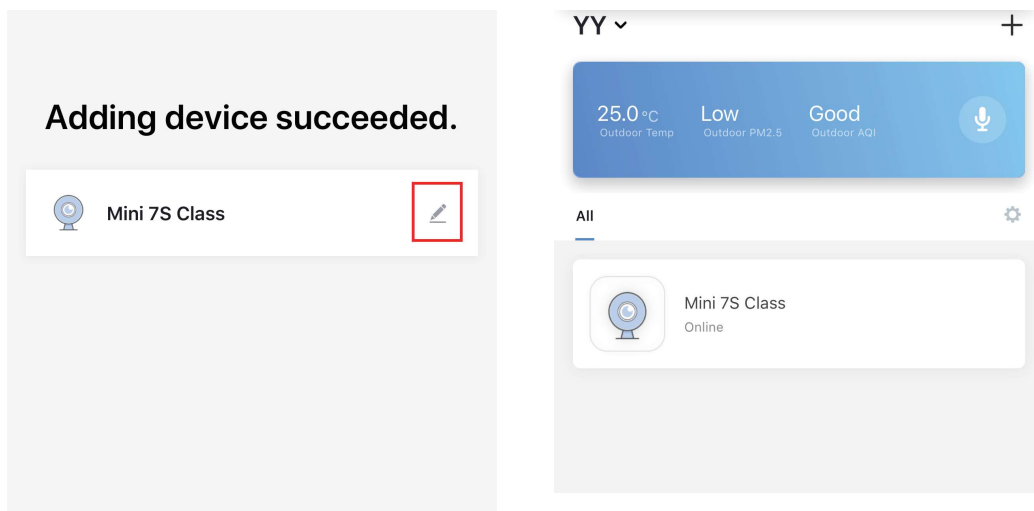 Adding device succeeded.
Mini 7S Class
YY
25.0 °C
Outdoor Temp
Low
Outdoor PM2.5
Good
Outdoor AQI
All
Mini 7S Class
Online